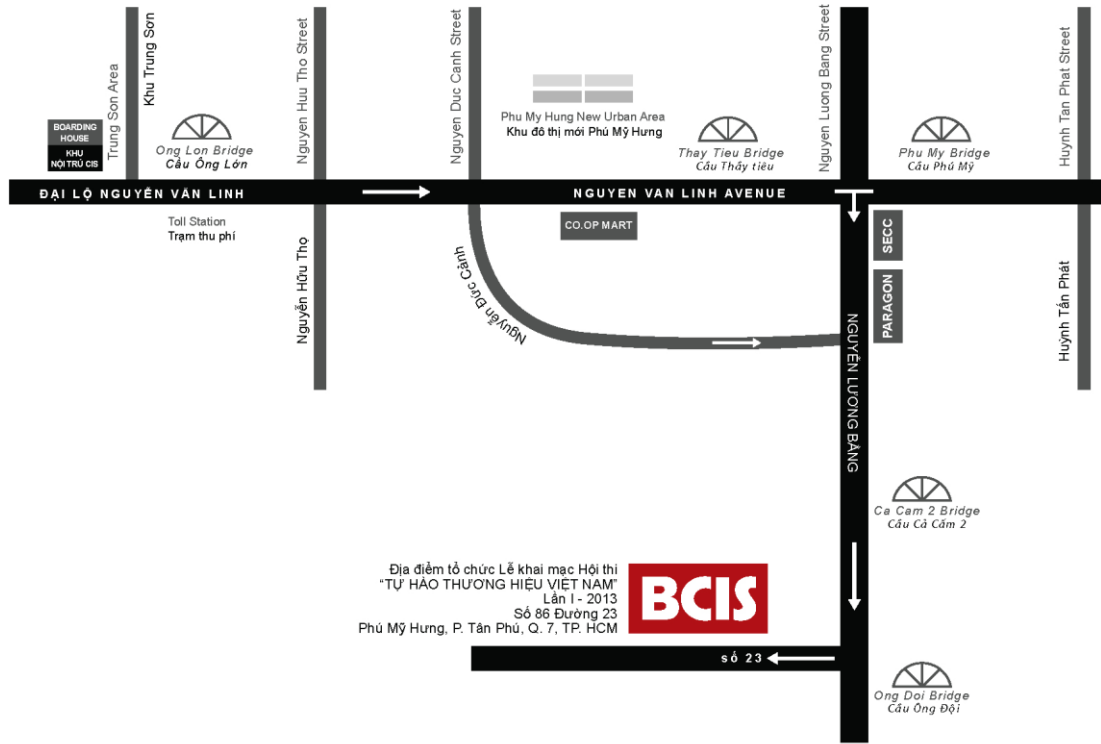 Trung Son Area
Khu Trung Sơn
Nguyen Huu Tho Street
Nguyen Duc Canh Street
Nguyen Luong Bang Street
Huynh Tan Phat Street
BOARDING
HOUSE
KHU
NỘI TRÚ CIS
Ong Lon Bridge
Cầu Ông Lớn
Phu My Hung New Urban Area
Khu đô thị mới Phú Mỹ Hưng
Thay Tieu Bridge
Cầu Thầy tiêu
Phu My Bridge
Cầu Phú Mỹ
ĐẠI LỘ NGUYỄN VĂN LINH
NGUYEN VAN LINH AVENUE
Toll Station
Trạm thu phí
CO.OP MART
SECC
PARAGON
Nguyễn Hữu Thọ
Nguyễn Đức Cảnh
NGUYỄN LƯƠNG BẰNG
Huỳnh Tấn Phát
Ca Cam 2 Bridge
Cầu Cả Cấm 2
Địa điểm tổ chức Lễ khai mạc Hội thi
“TỰ HÀO THƯƠNG HIỆU VIỆT NAM”
Lần I - 2013
Số 86 Đường 23
Phú Mỹ Hưng, P. Tân Phú, Q. 7, TP. HCM
BCIS
số 23
Ong Doi Bridge
Cầu Ông Đội